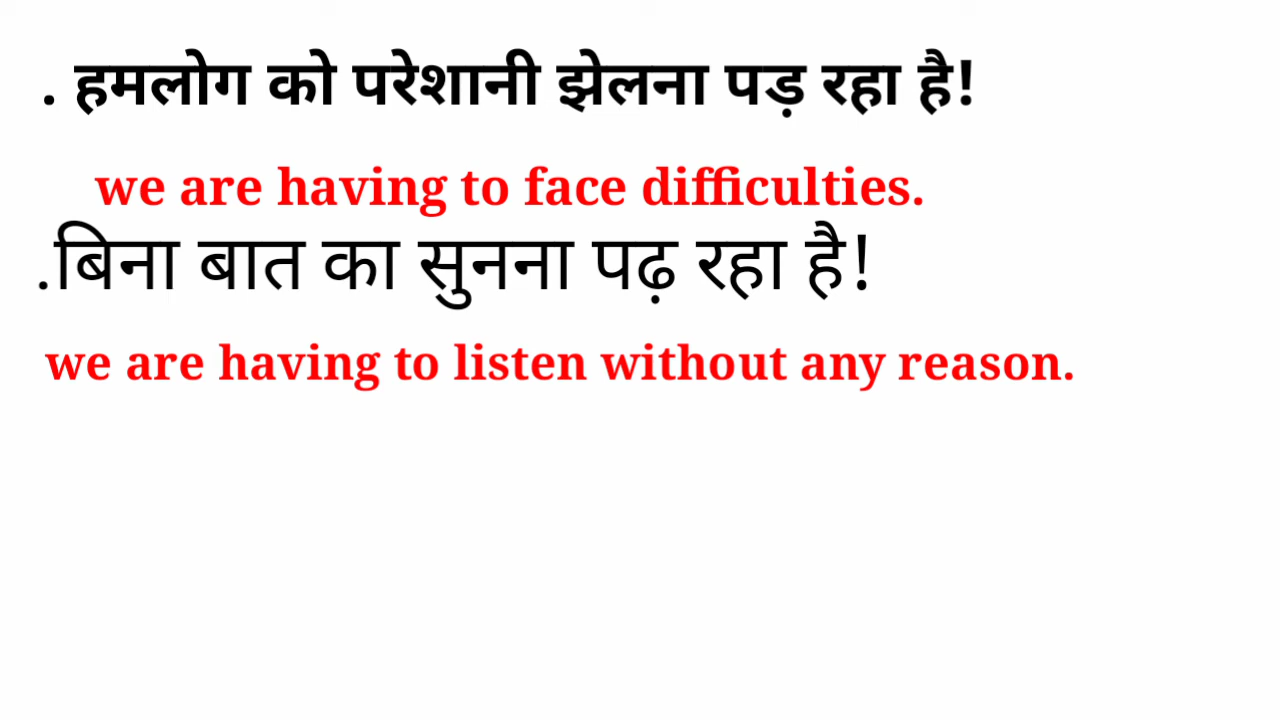 . हमलोग को परेशानी झेलना पड़ रहा है!
we are having to face difficulties.
.बिना बात का सुनना पढ़ रहा है!
we are having to listen without any reason.